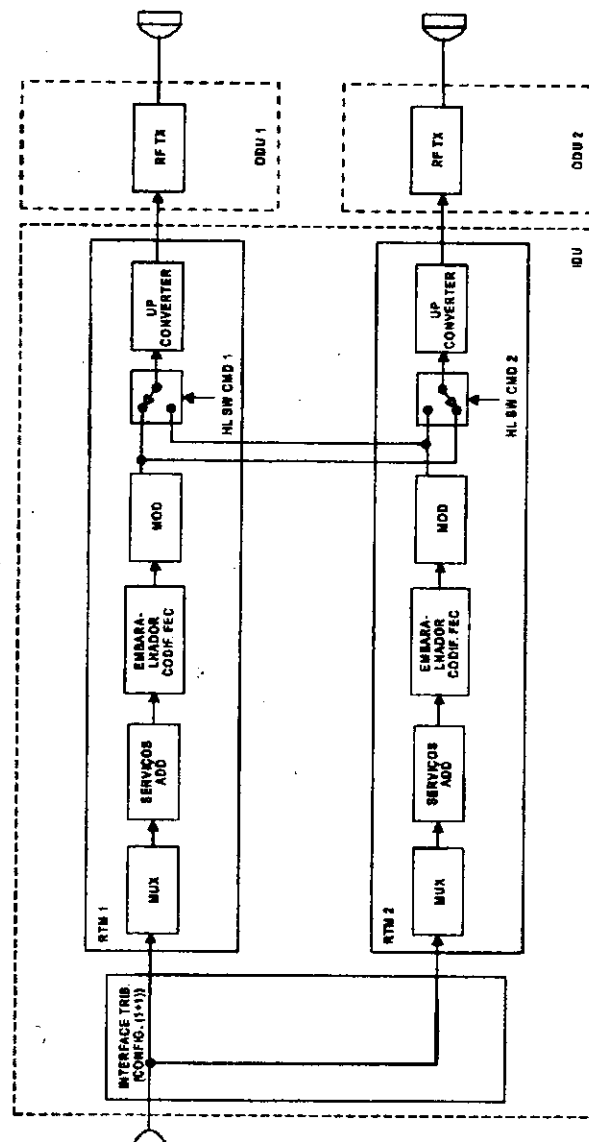 INTERFACE TRIB.
(CONFIG. (1+1))
RTM 1
MUX
SERVIÇOS
ADD
EMBARA-
LHADOR
CODIF. FEC
MOD
HL SW CMD 1
UP
CONVERTER
RF TX
ODU 1
RTM 2
MUX
SERVIÇOS
ADD
EMBARA-
LHADOR
CODIF. FEC
MOD
HL SW CMD 2
UP
CONVERTER
RF TX
ODU 2
IDU